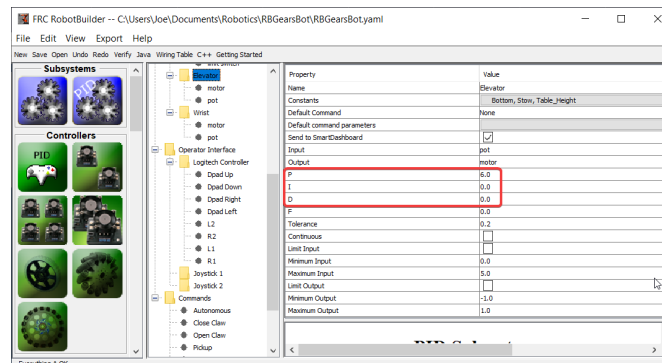 FRC RobotBuilder -- C:\Users\Joe\Documents\Robotics\RBGearsBot\RBGearsBot.yaml
File Edit View Export Help
New Save Open Undo Redo Verify Java Wiring Table C++ Getting Started
Subsystems
PID
Controllers
PID
Elevator
motor
pot
Wrist
motor
pot
Operator Interface
Logitech Controller
Dpad Up
Dpad Down
Dpad Right
Dpad Left
L2
R2
L1
R1
Joystick 1
Joystick 2
Commands
Autonomous
Close Claw
Open Claw
Pickup
Property Value
Name Elevator
Constants Bottom, Stow, Table_Height
Default Command None
Default command parameters
Send to SmartDashboard
Input pot
Output motor
P 6.0
I 0.0
D 0.0
F 0.0
Tolerance 0.2
Continuous
Limit Input
Minimum Input 0.0
Maximum Input 5.0
Limit Output
Minimum Output -1.0
Maximum Output 1.0